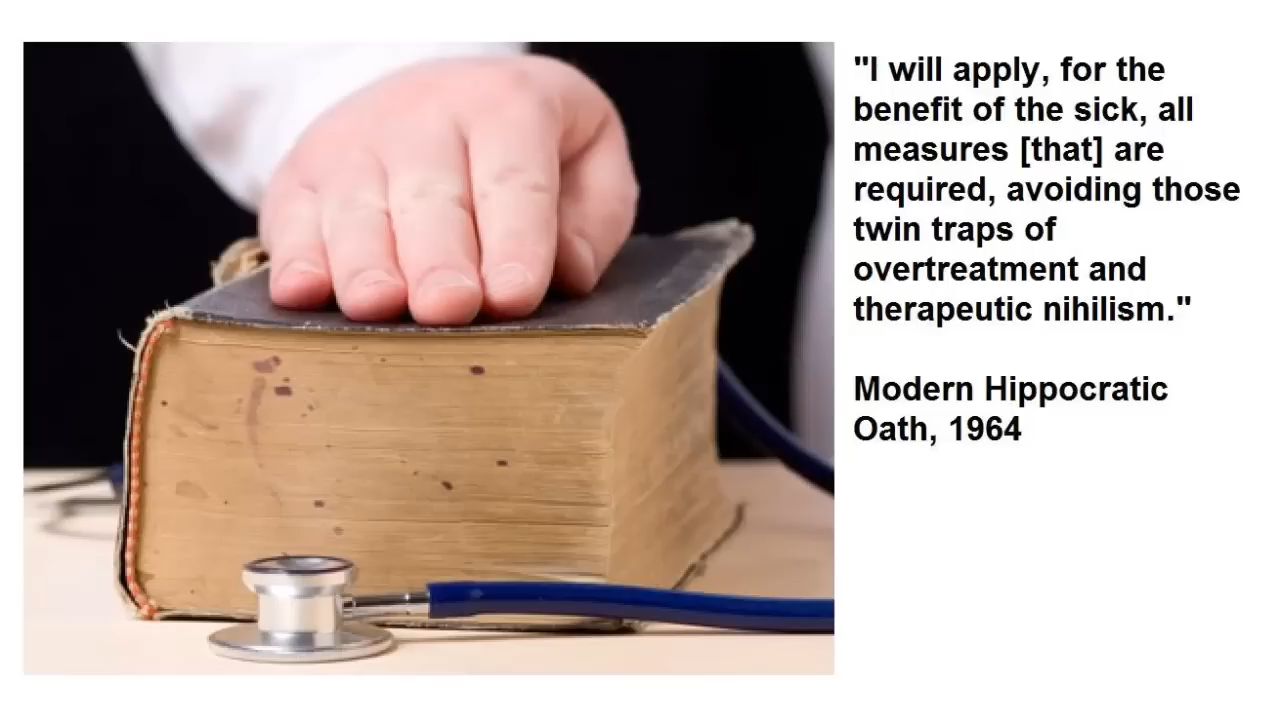 "I will apply, for the
benefit of the sick, all
measures [that] are
required, avoiding those
twin traps of
overtreatment and
therapeutic nihilism."
Modern Hippocratic
Oath, 1964